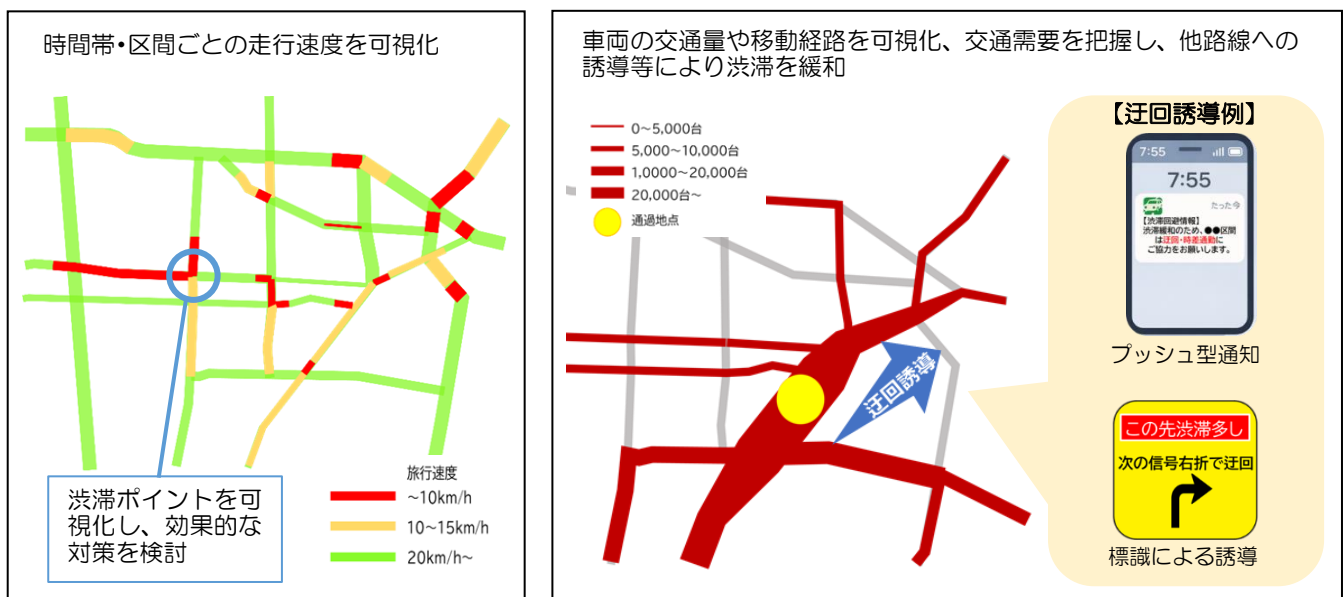 時間帯・区間ごとの走行速度を可視化
渋滞ポイントを可
視化し、効果的な
対策を検討
旅行速度
~10km/h
10~15km/h
20km/h~
車両の交通量や移動経路を可視化、交通需要を把握し、他路線への
誘導等により渋滞を緩和
0~5,000台
5,000~10,000台
1,0000~20,000台
20,000台~
通過地点
迂回誘導
【迂回誘導例】
7:55
7:55
たった今
【渋滞回避情報】
渋滞緩和のため、●●区間
は迂回・時差通勤に
ご協力をお願いします。
プッシュ型通知
この先渋滞多し
次の信号右折で迂回
標識による誘導